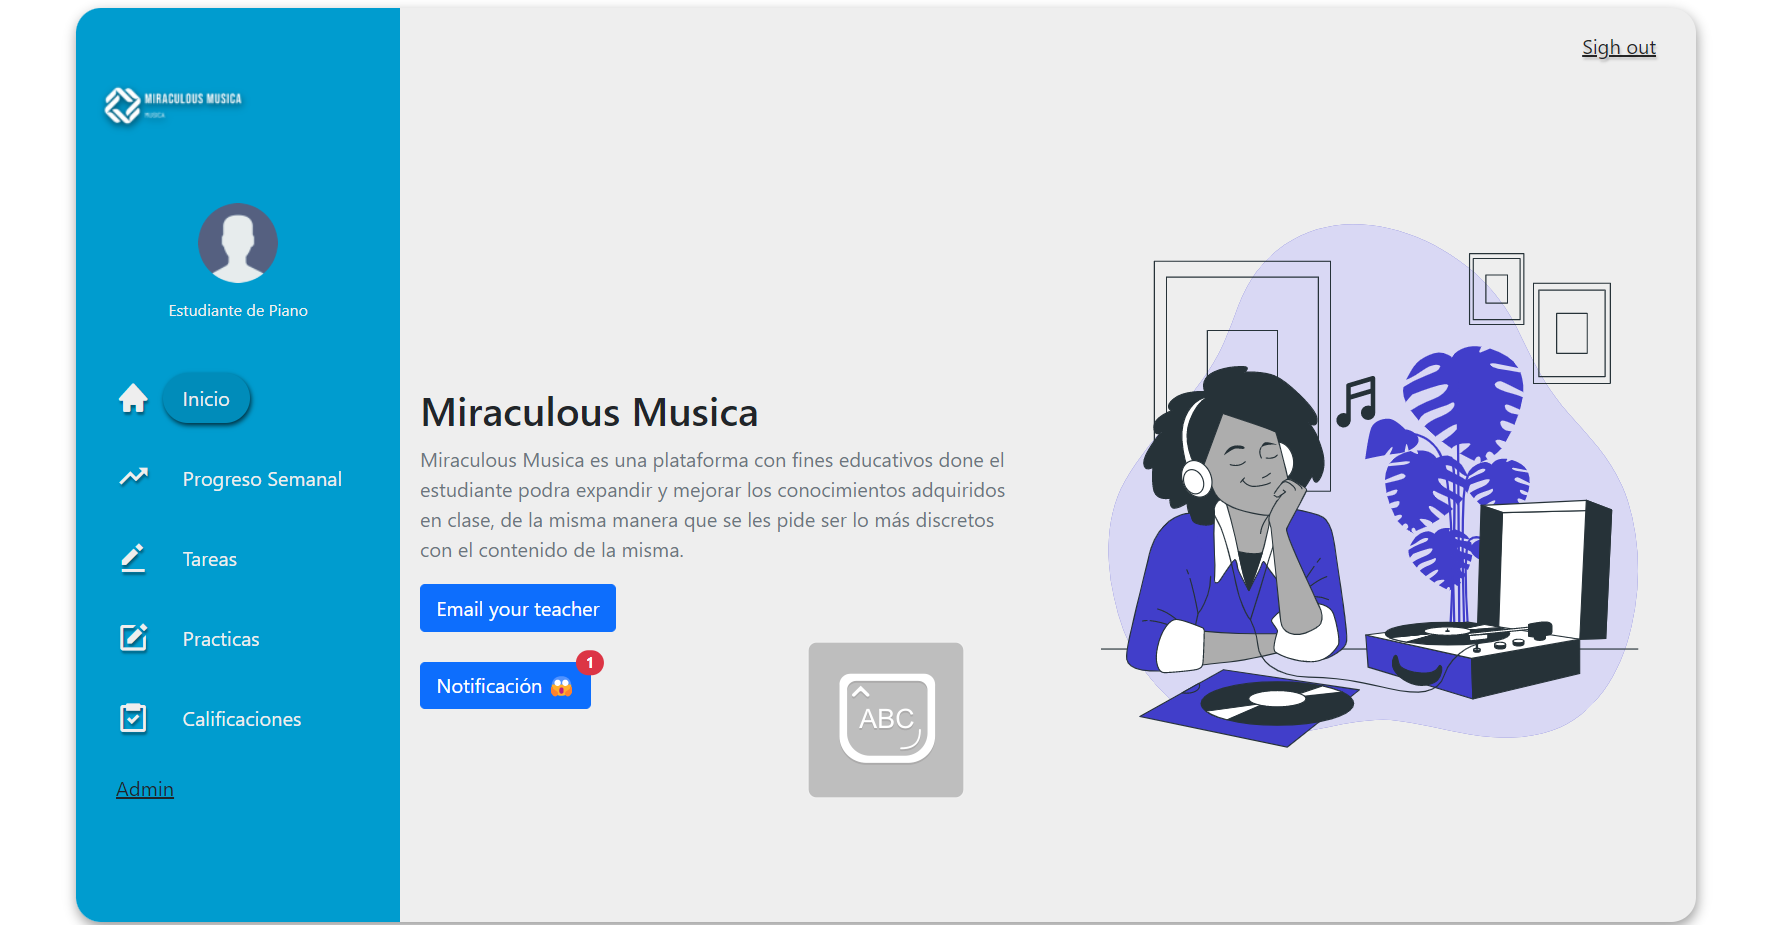 Sigh out
MIRACULOUS MUSICA
MUSICA
Estudiante de Piano
Inicio
Progreso Semanal
Tareas
Practicas
Calificaciones
Admin
Miraculous Musica
Miraculous Musica es una plataforma con fines educativos done el
estudiante podra expandir y mejorar los conocimientos adquiridos
en clase, de la misma manera que se les pide ser lo más discretos
con el contenido de la misma.
Email your teacher
Notificación 😱 1
ABC